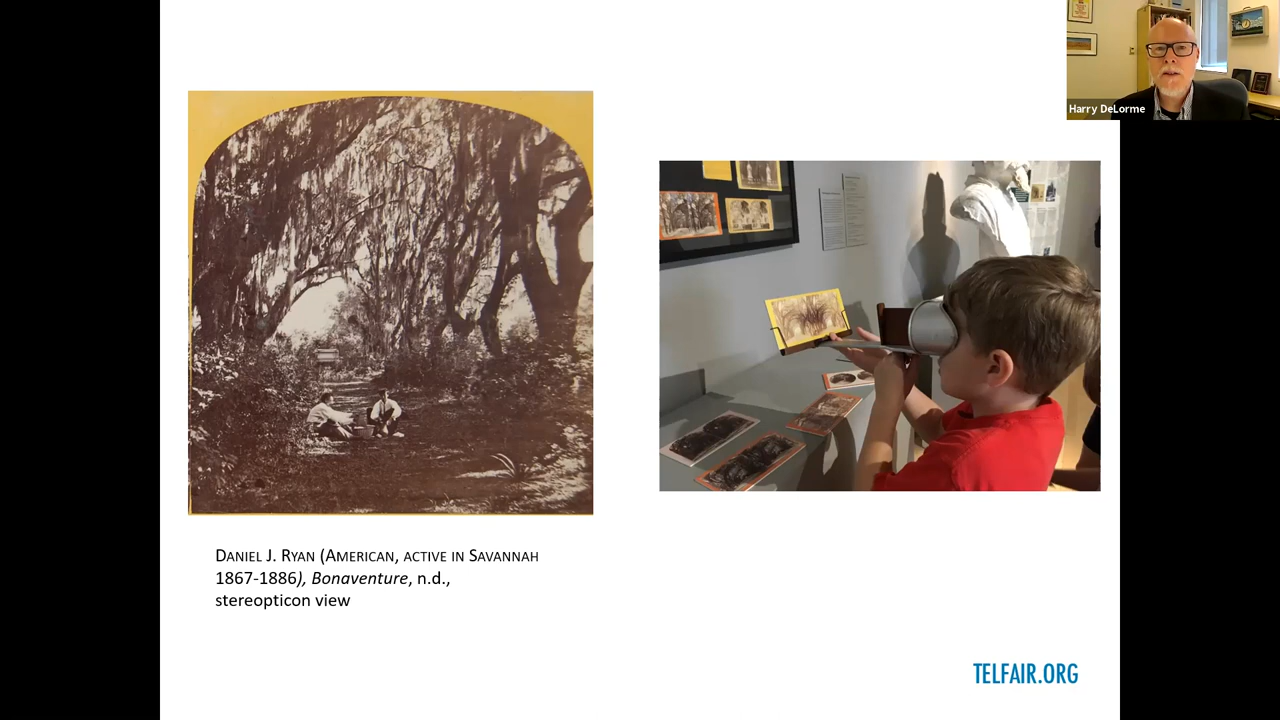 Harry DeLorme
DANIEL J. RYAN (AMERICAN, ACTIVE IN SAVANNAH
1867-1886), Bonaventure, n.d.,
stereopticon view
TELFAIR.ORG